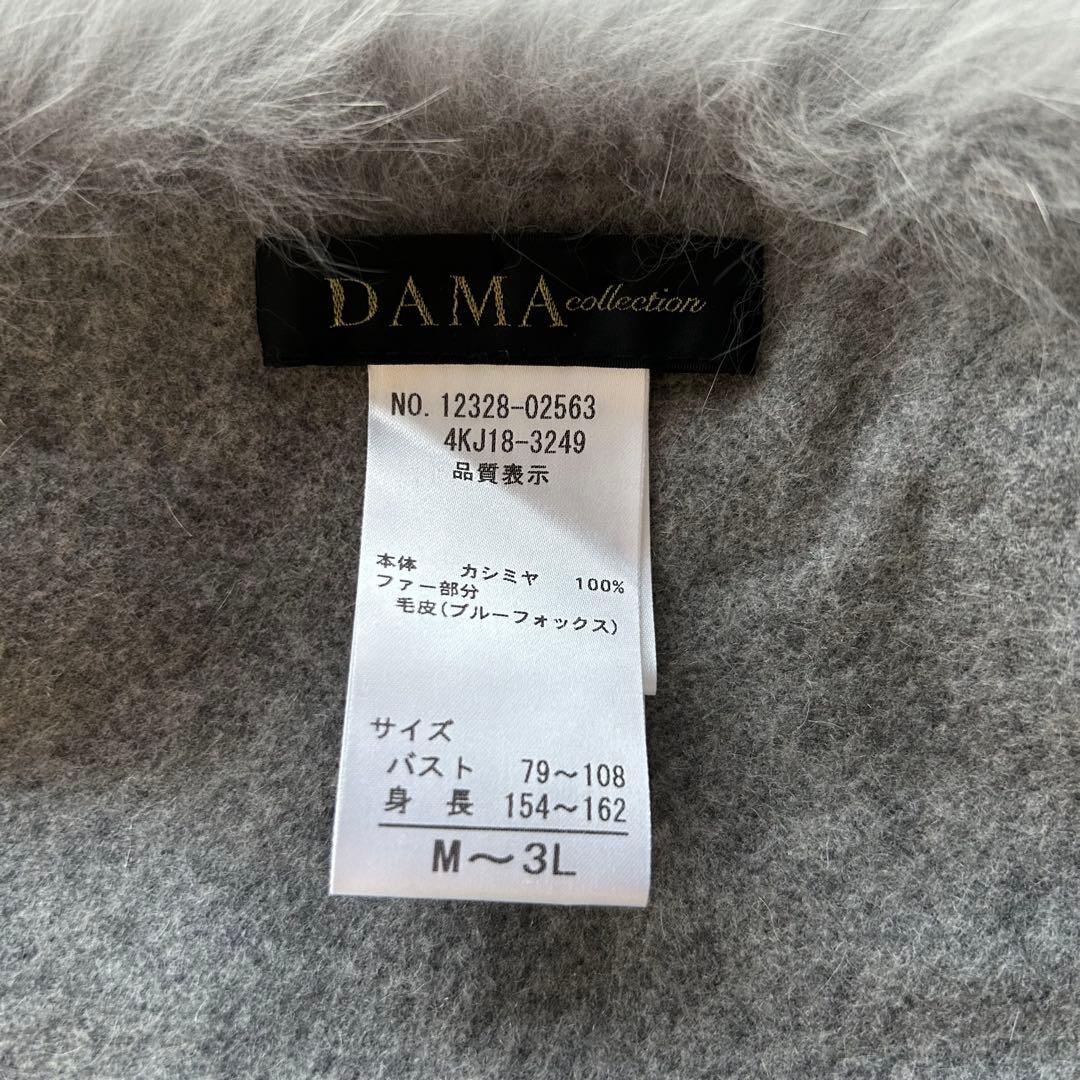 DAMA collection
NO. 12328-02563
4KJ18-3249
品質表示
本体 カシミヤ 100%
ファー部分
毛皮(ブルーフォックス)
サイズ
バスト 79～108
身長 154～162
M～3L